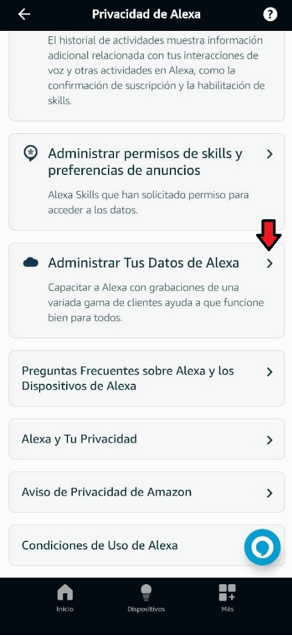 Privacidad de Alexa
?
El historial de actividades muestra información
adicional relacionada con tus interacciones de
voz y otras actividades en Alexa, como la
confirmación de suscripción y la habilitación de
skills.
Administrar permisos de skills y
preferencias de anuncios
Alexa Skills que han solicitado permiso para
acceder a los datos.
Administrar Tus Datos de Alexa
Capacitar a Alexa con grabaciones de una
variada gama de clientes ayuda a que funcione
bien para todos.
Preguntas Frecuentes sobre Alexa y los
Dispositivos de Alexa
Alexa y Tu Privacidad
Aviso de Privacidad de Amazon
Condiciones de Uso de Alexa
Inicio
Dispositivos
Más